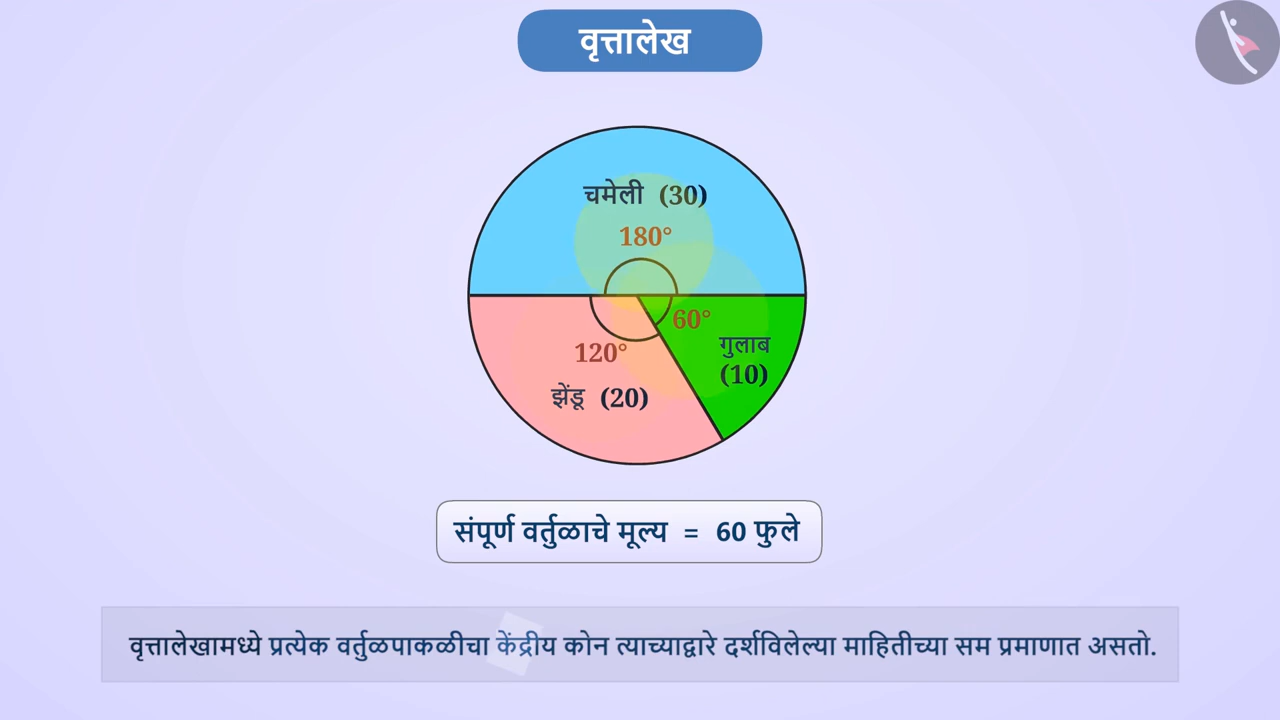 वृत्तालेख
चमेली (30)
180°
60°
120°
गुलाब
(10)
झेंडू (20)
संपूर्ण वर्तुळाचे मूल्य = 60 फुले
वृत्तालेखामध्ये प्रत्येक वर्तुळपाकळीचा केंद्रीय कोन त्याच्याद्वारे दर्शविलेल्या माहितीच्या सम प्रमाणात असतो.